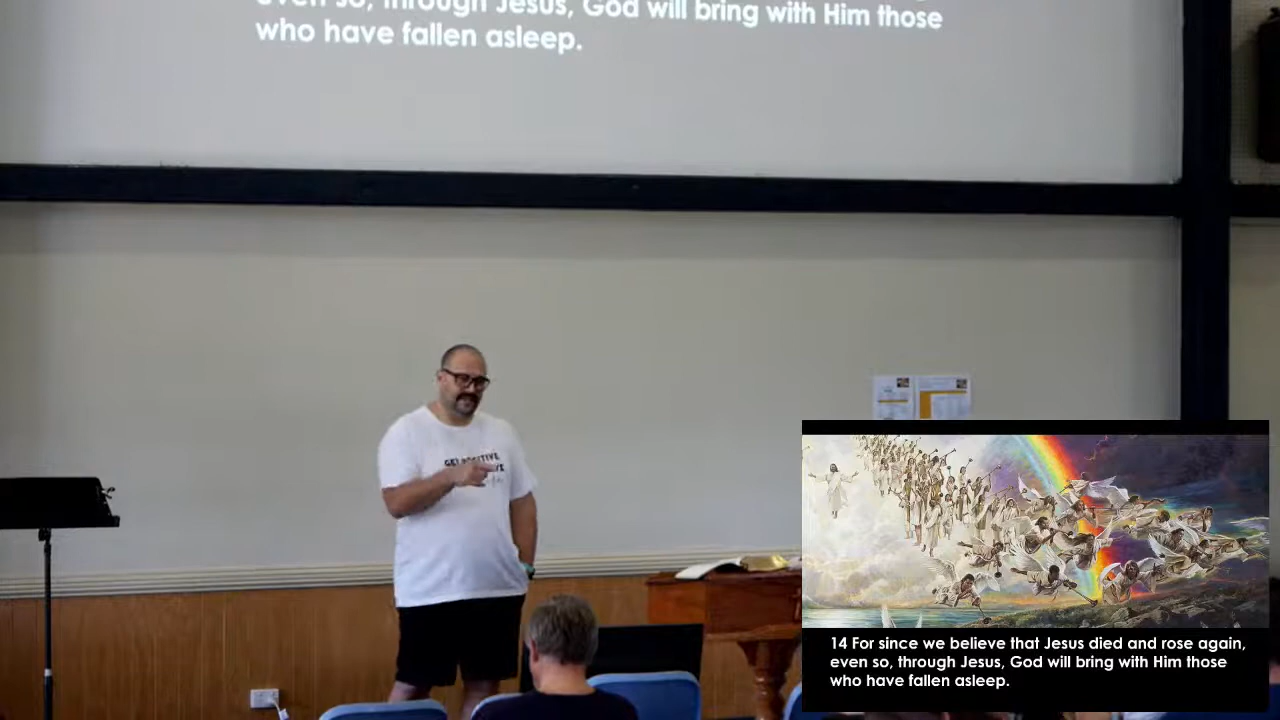 even so, through Jesus, God will bring with Him those
who have fallen asleep.
GET POSITIVE
14 For since we believe that Jesus died and rose again,
even so, through Jesus, God will bring with Him those
who have fallen asleep.